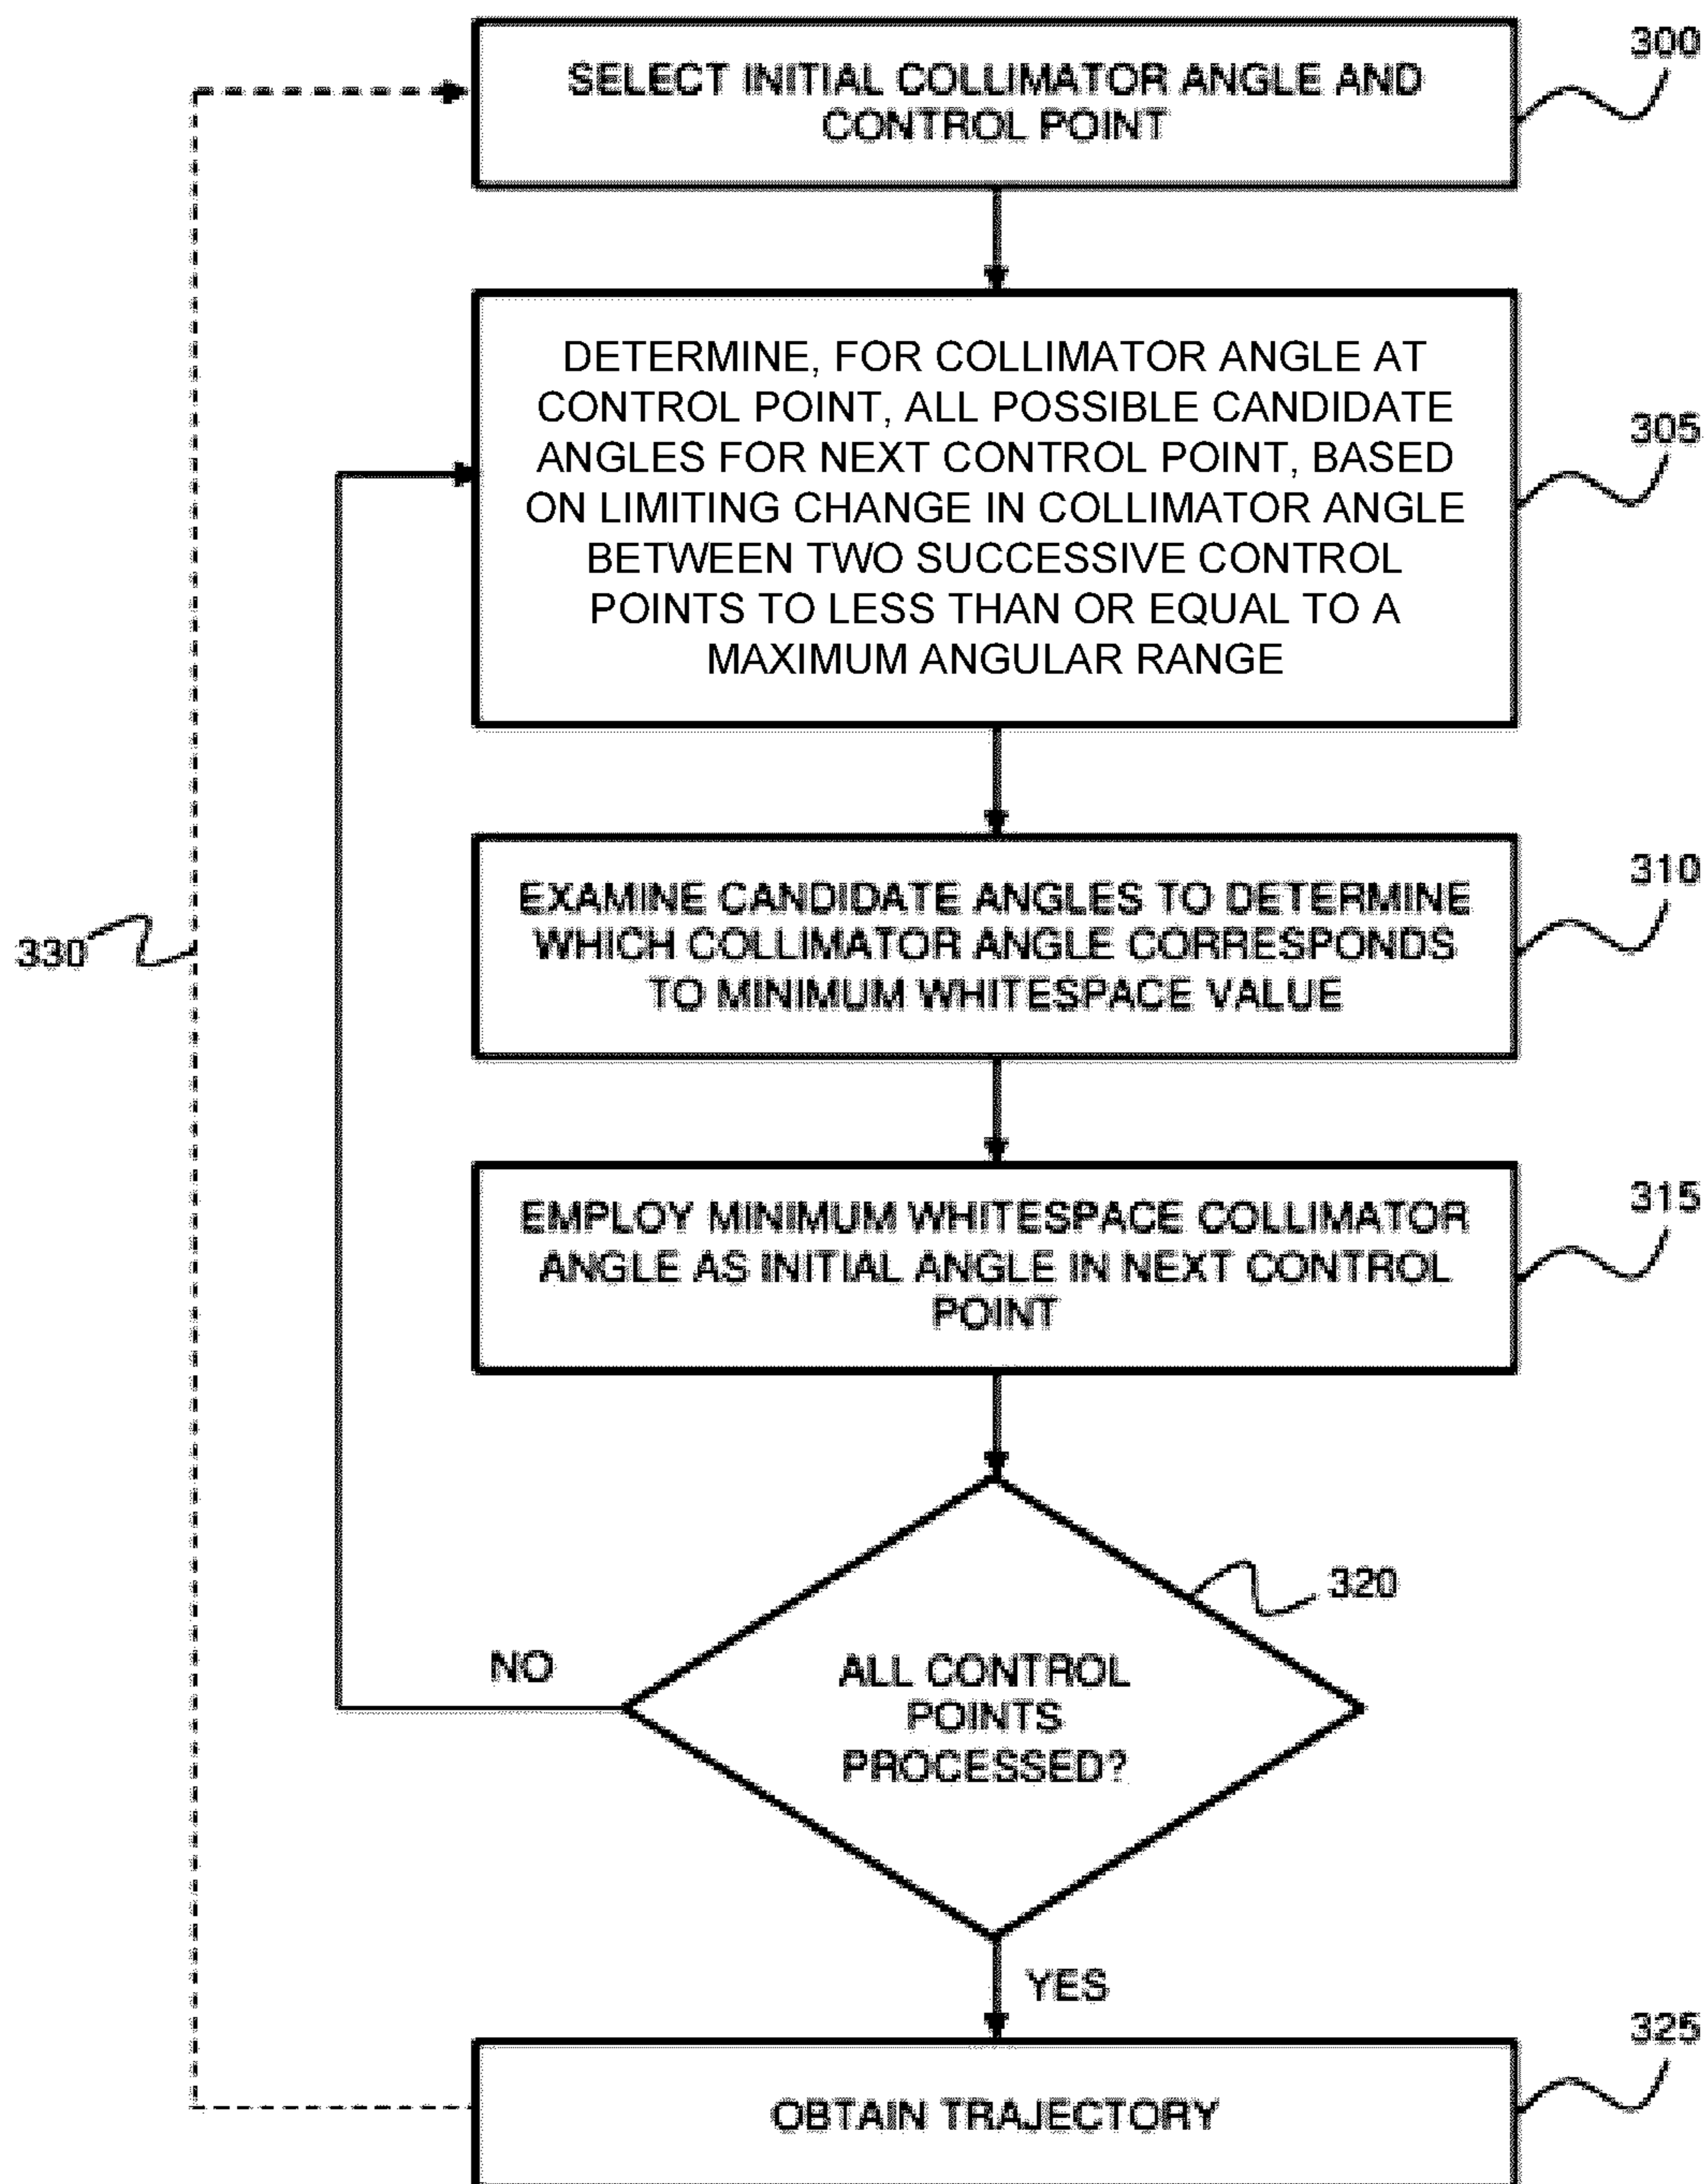 300
SELECT INITIAL COLLIMATOR ANGLE AND
CONTROL POINT
DETERMINE, FOR COLLIMATOR ANGLE AT
CONTROL POINT, ALL POSSIBLE CANDIDATE
ANGLES FOR NEXT CONTROL POINT, BASED
ON LIMITING CHANGE IN COLLIMATOR ANGLE
BETWEEN TWO SUCCESSIVE CONTROL
POINTS TO LESS THAN OR EQUAL TO A
MAXIMUM ANGULAR RANGE
305
EXAMINE CANDIDATE ANGLES TO DETERMINE
WHICH COLLIMATOR ANGLE CORRESPONDS
TO MINIMUM WHITESPACE VALUE
310
330
EMPLOY MINIMUM WHITESPACE COLLIMATOR
ANGLE AS INITIAL ANGLE IN NEXT CONTROL
POINT
315
320
NO
ALL CONTROL
POINTS
PROCESSED?
YES
325
OBTAIN TRAJECTORY